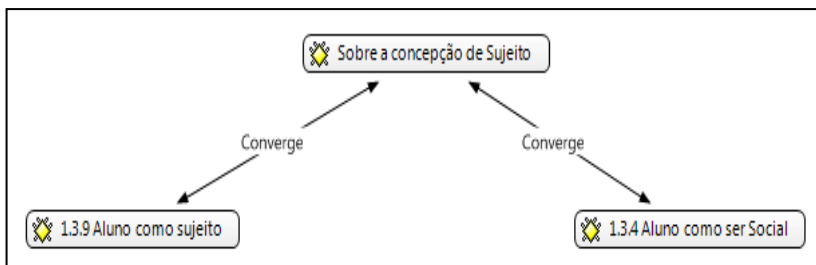 Sobre a concepção de Sujeito
Converge
Converge
1.3.9 Aluno como sujeito
1.3.4 Aluno como ser Social